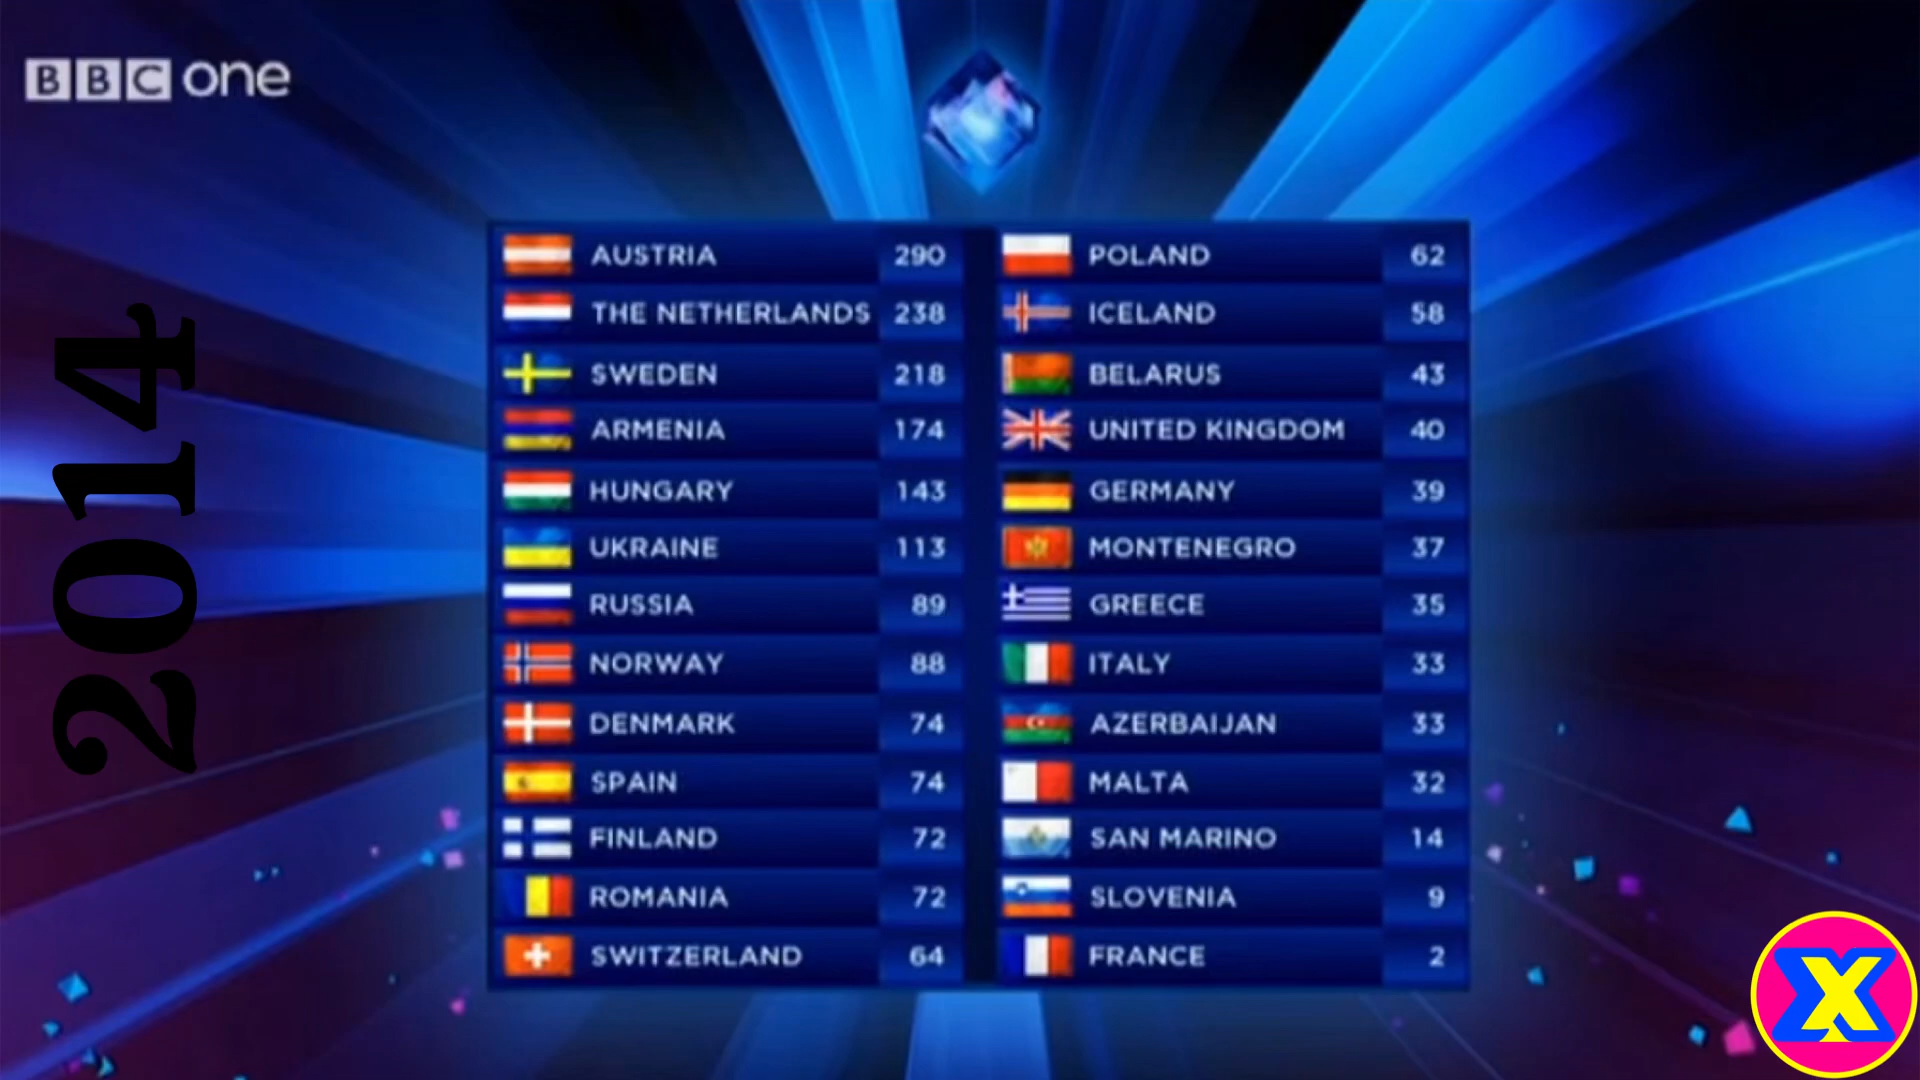 BBC one
2014
AUSTRIA 290
THE NETHERLANDS 238
SWEDEN 218
ARMENIA 174
HUNGARY 143
UKRAINE 113
RUSSIA 89
NORWAY 88
DENMARK 74
SPAIN 74
FINLAND 72
ROMANIA 72
SWITZERLAND 64
POLAND 62
ICELAND 58
BELARUS 43
UNITED KINGDOM 40
GERMANY 39
MONTENEGRO 37
GREECE 35
ITALY 33
AZERBAIJAN 33
MALTA 32
SAN MARINO 14
SLOVENIA 9
FRANCE 2
X